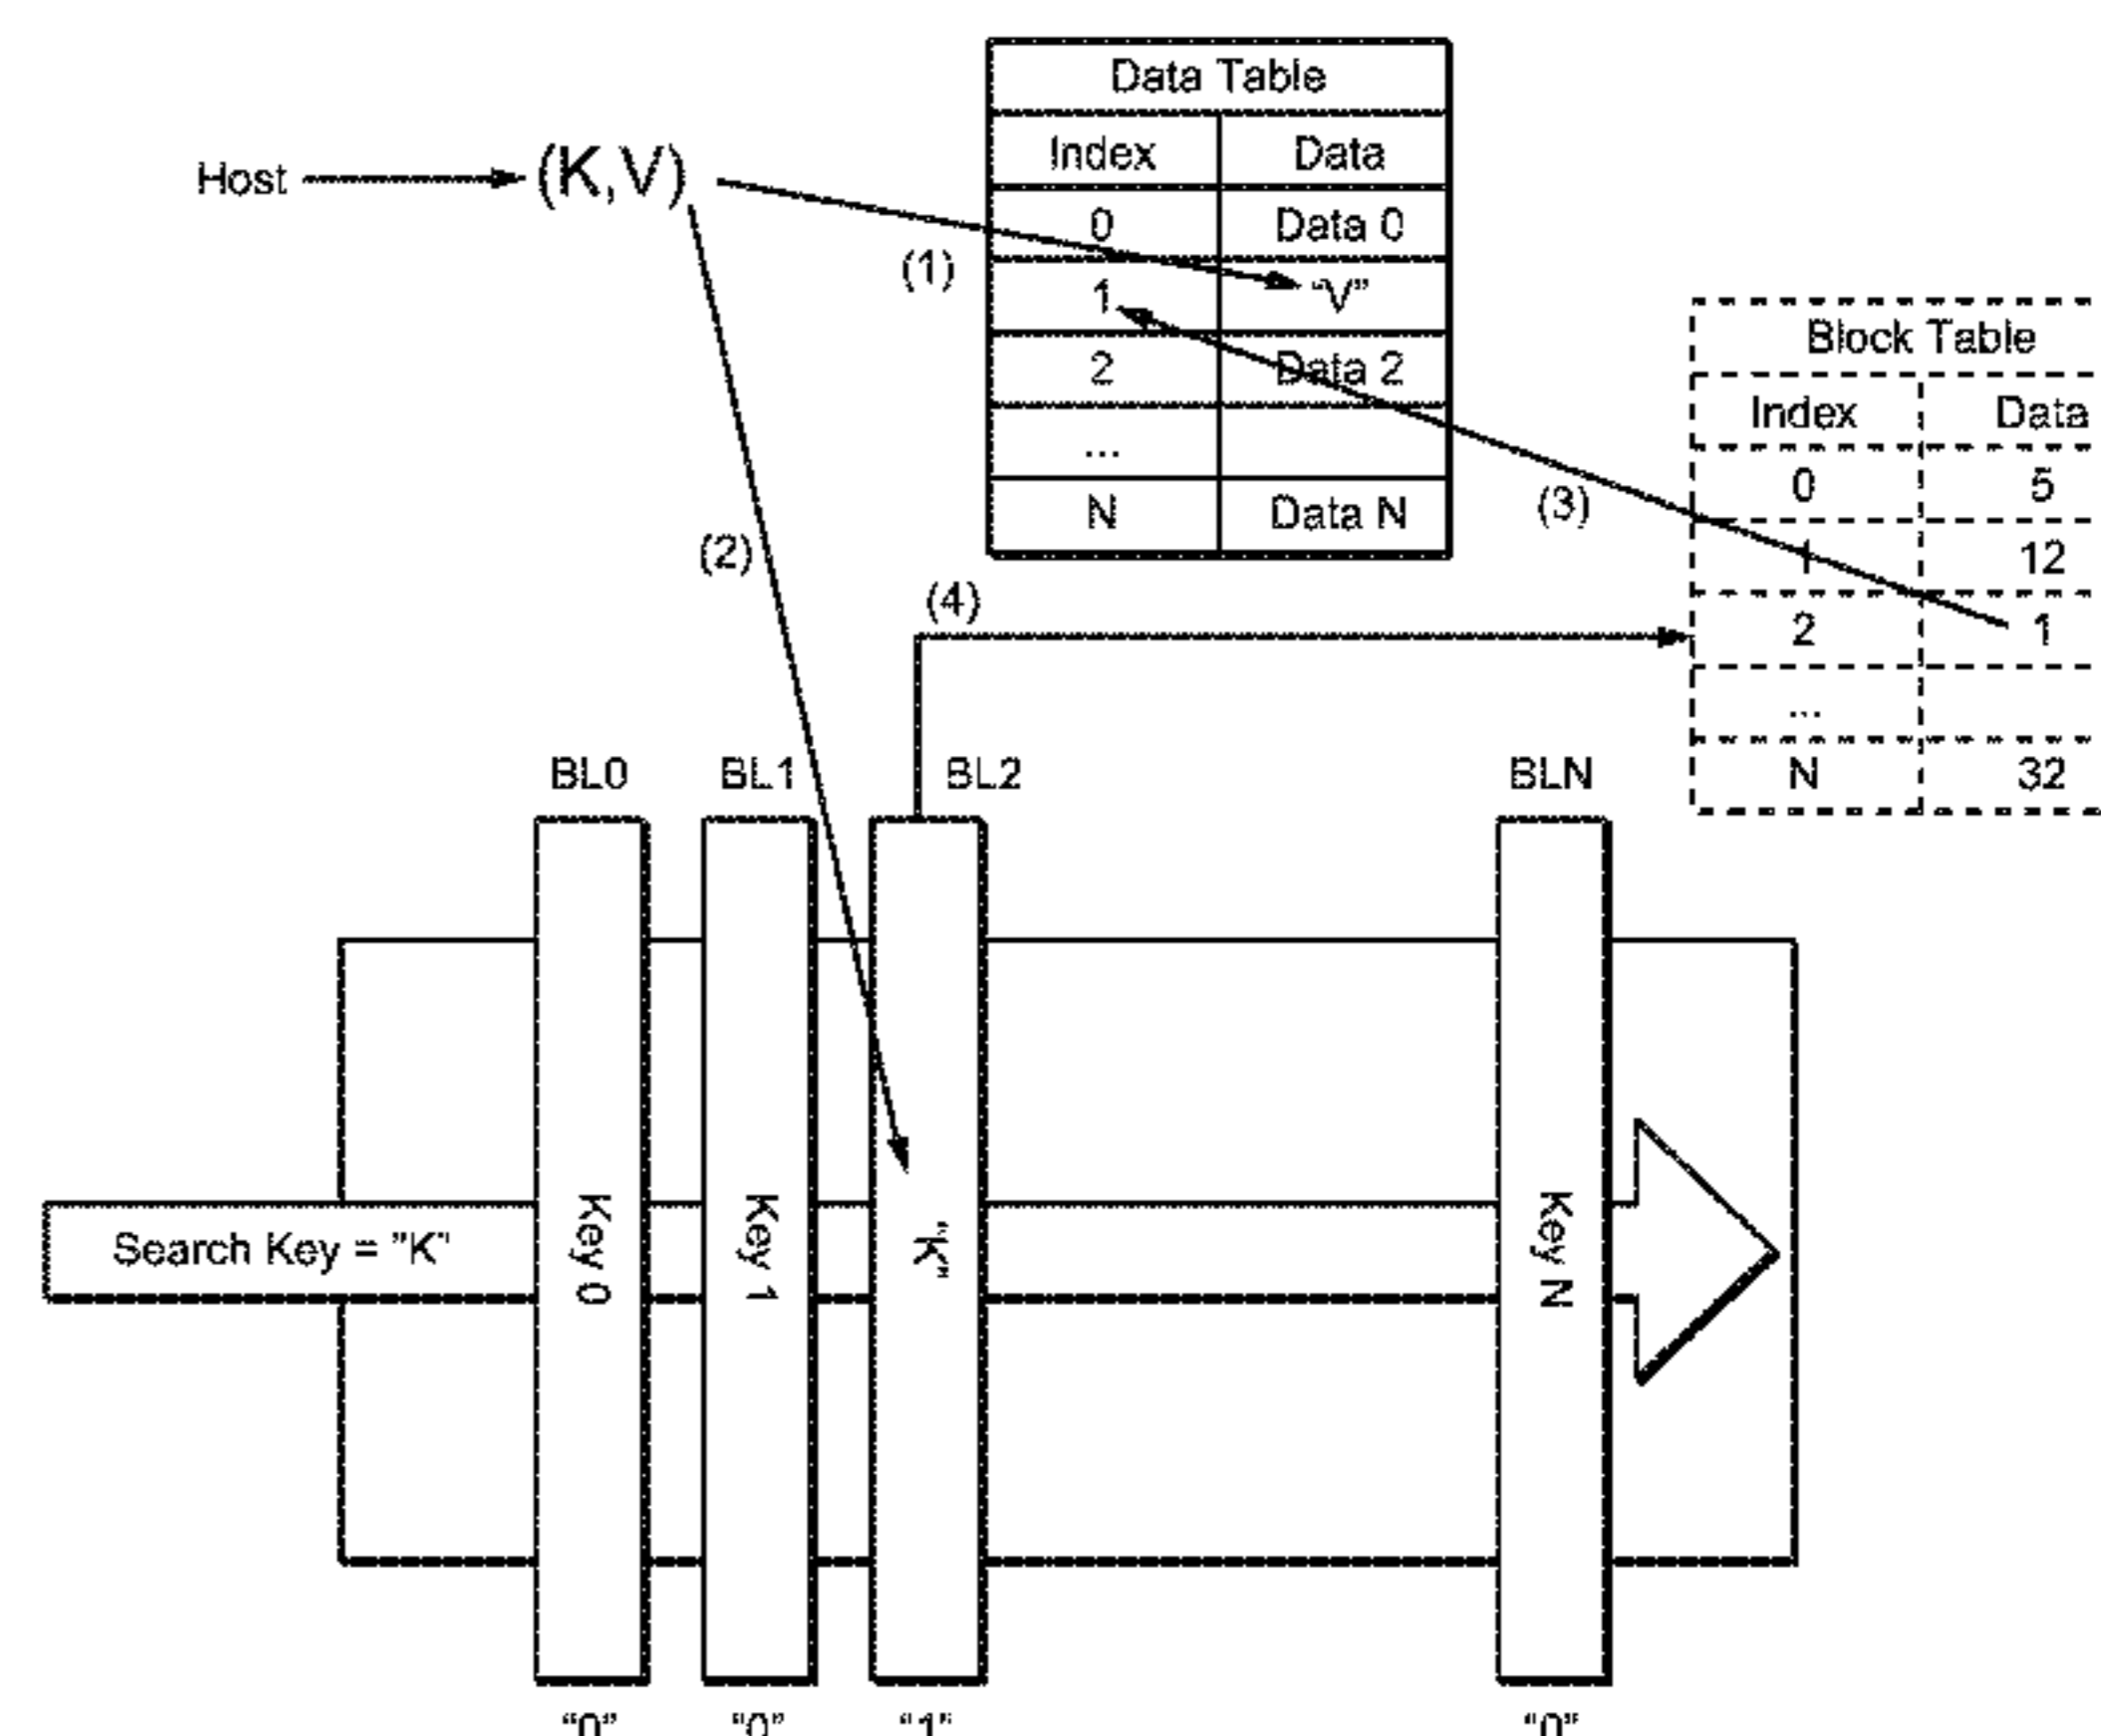 Data Table
Index Data
0 Data 0
1 "V"
2 Data 2
...
N Data N
Host (K,V)
(1)
(2)
(3)
(4)
Block Table
Index Data
0 5
1 12
2 1
...
N 32
BL0 BL1 BL2 BLN
Search Key = "K"
Key 0
Key 1
"K"
Key N
"0" "0" "1" "0"